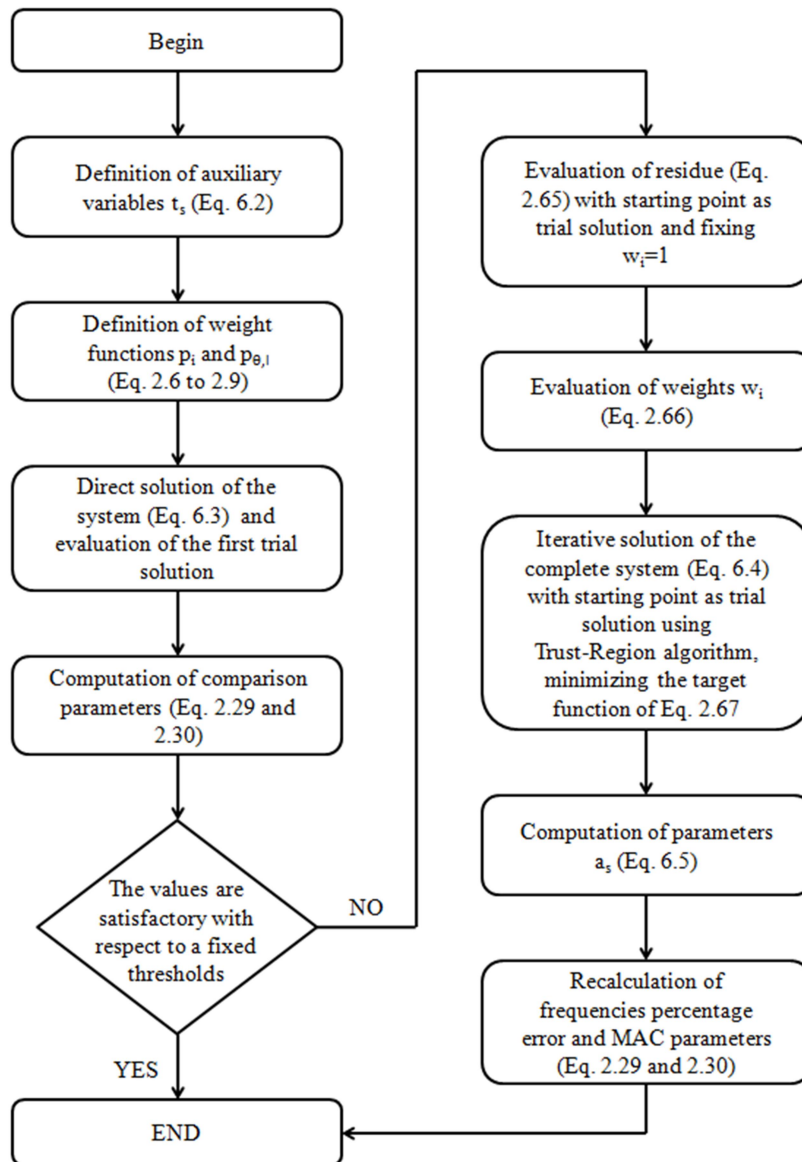 Begin
Definition of auxiliary
variables tₛ (Eq. 6.2)
Definition of weight
functions pᵢ and p_θ,l
(Eq. 2.6 to 2.9)
Direct solution of the
system (Eq. 6.3) and
evaluation of the first trial
solution
Computation of comparison
parameters (Eq. 2.29 and
2.30)
The values are
satisfactory with
respect to a fixed
thresholds
NO
YES
END
Evaluation of residue (Eq.
2.65) with starting point as
trial solution and fixing
wᵢ=1
Evaluation of weights wᵢ
(Eq. 2.66)
Iterative solution of the
complete system (Eq. 6.4)
with starting point as trial
solution using
Trust-Region algorithm,
minimizing the target
function of Eq. 2.67
Computation of parameters
aₛ (Eq. 6.5)
Recalculation of
frequencies percentage
error and MAC parameters
(Eq. 2.29 and 2.30)